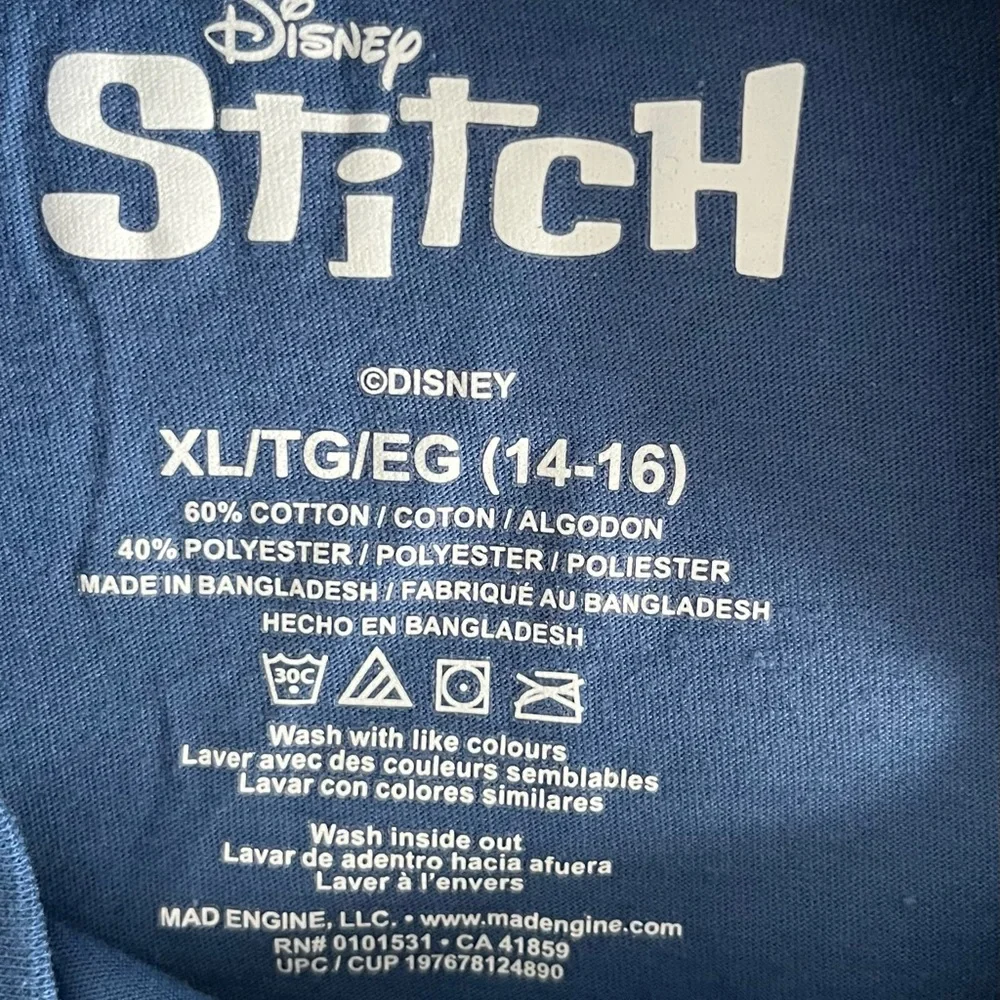 DISNEY
STiTCH
©DISNEY
XL/TG/EG (14-16)
60% COTTON / COTON / ALGODON
40% POLYESTER / POLYESTER / POLIESTER
MADE IN BANGLADESH / FABRIQUÉ AU BANGLADESH
HECHO EN BANGLADESH
30C
Wash with like colours
Laver avec des couleurs semblables
Lavar con colores similares
Wash inside out
Lavar de adentro hacia afuera
Laver à l'envers
MAD ENGINE, LLC. • www.madengine.com
RN# 0101531 • CA 41859
UPC / CUP 197678124890